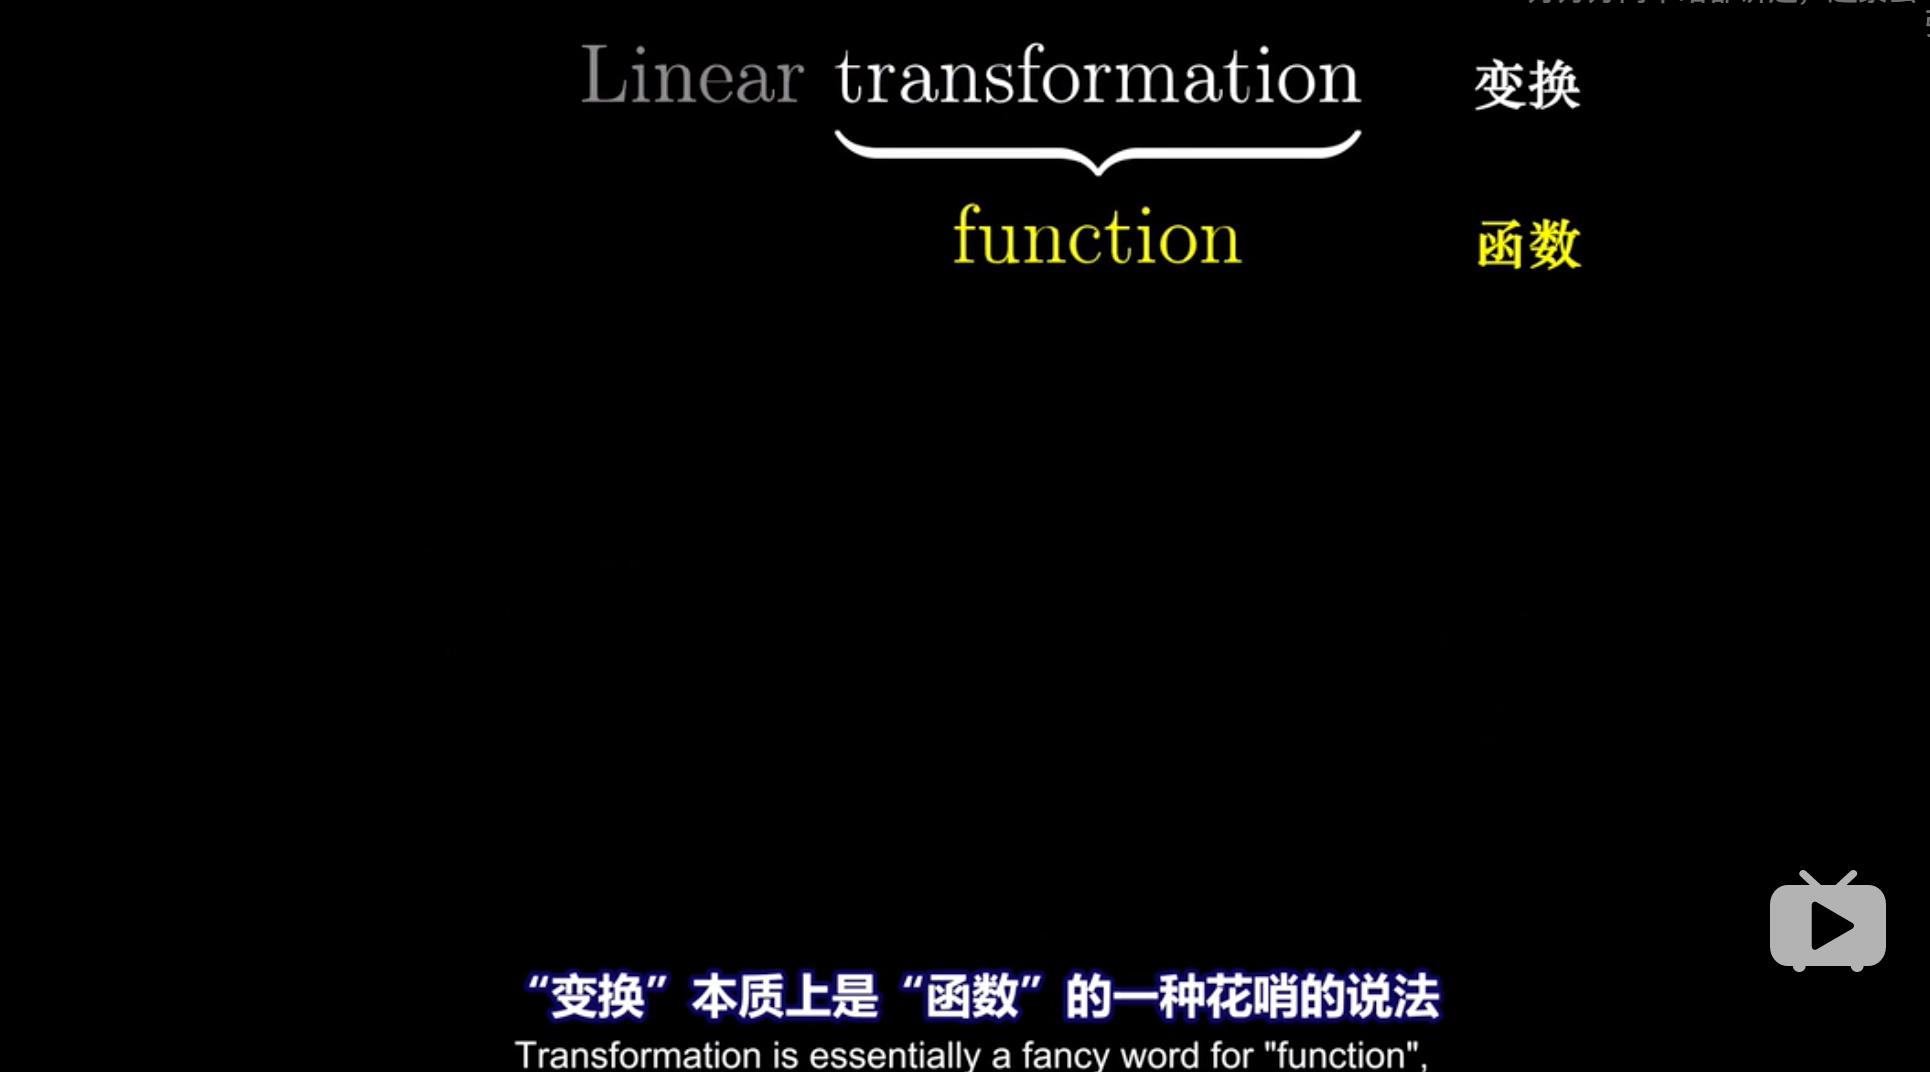 Linear transformation 变换
function 函数
“变换”本质上是“函数”的一种花哨的说法
Transformation is essentially a fancy word for "function",